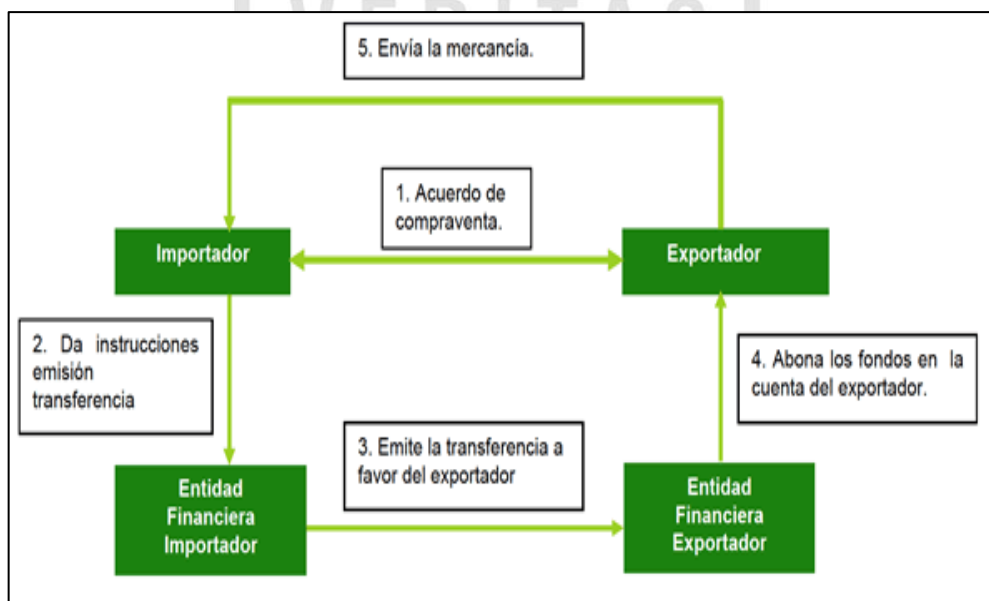 VERITAS
5. Envía la mercancía.
1. Acuerdo de
compraventa.
Importador
Exportador
2. Da instrucciones
emisión
transferencia
4. Abona los fondos en la
cuenta del exportador.
3. Emite la transferencia a
favor del exportador
Entidad
Financiera
Importador
Entidad
Financiera
Exportador